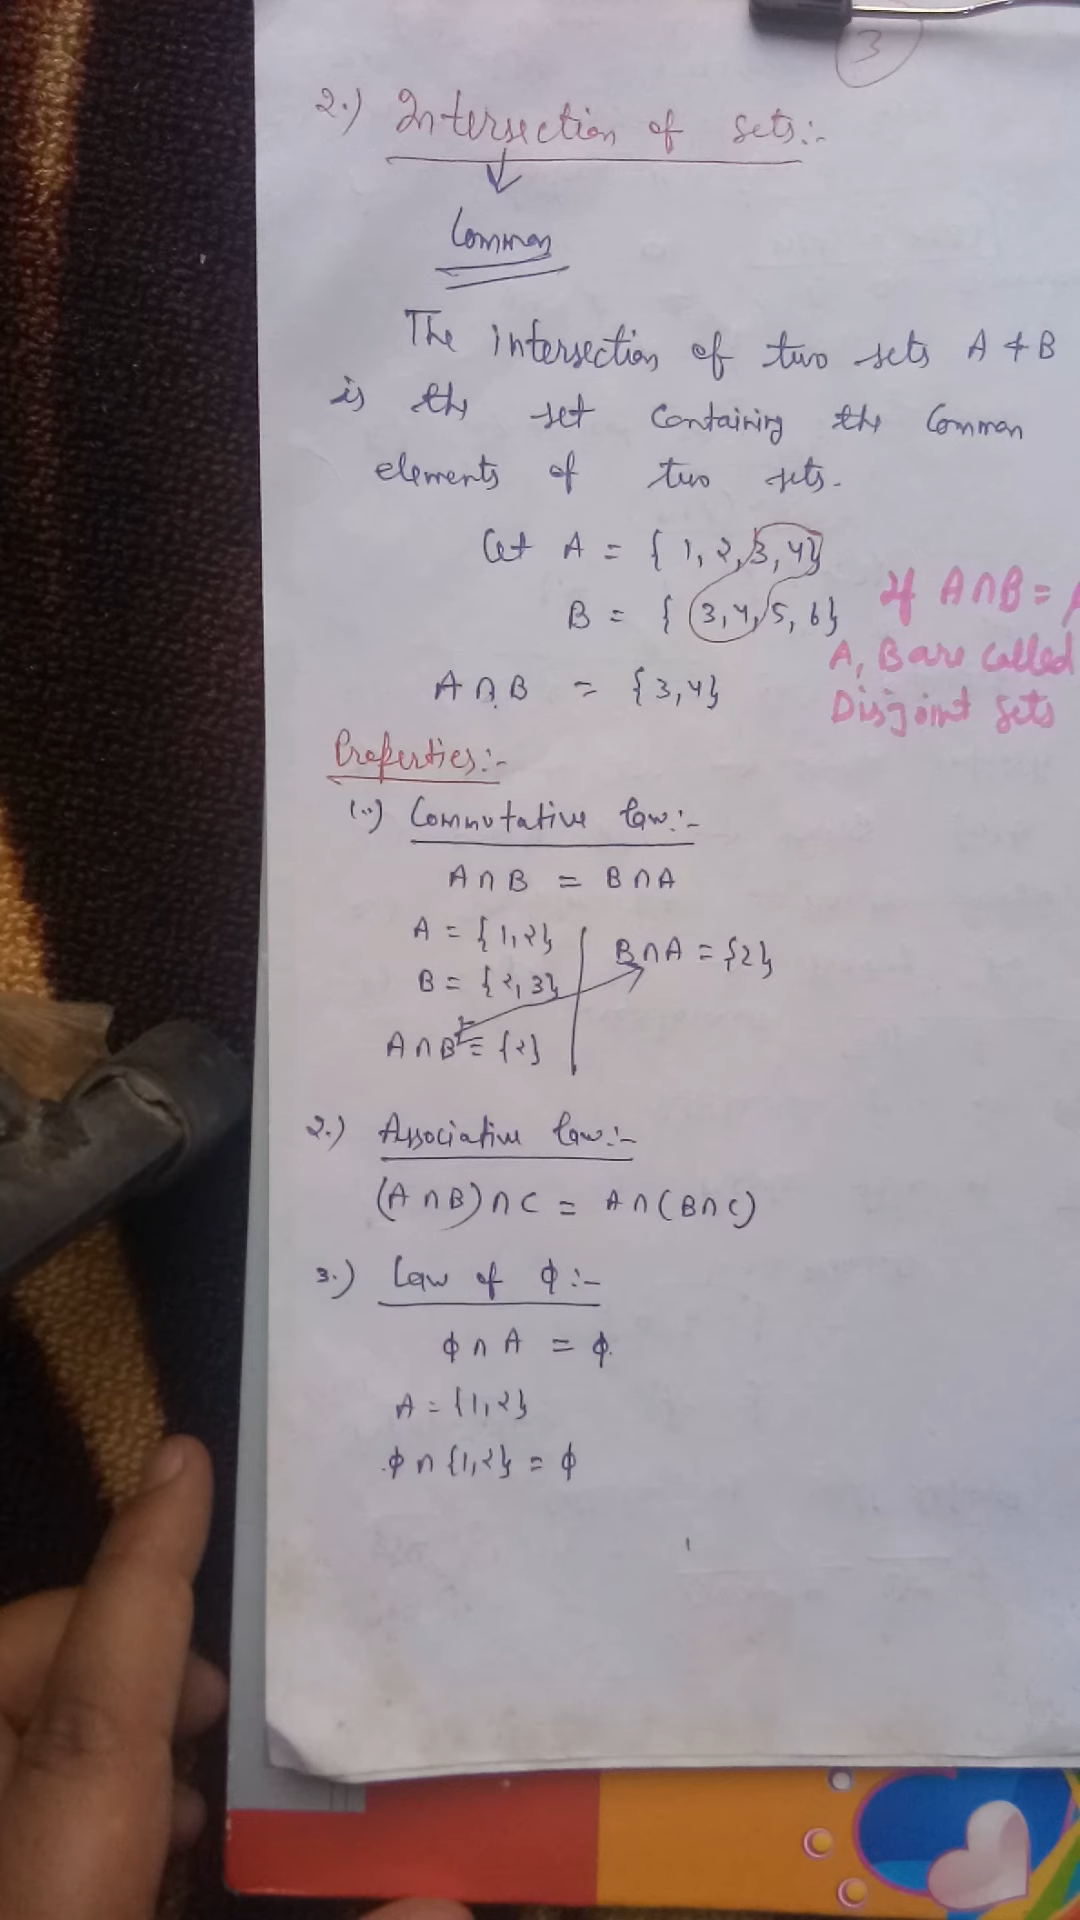 3
2.) Intersection of sets:-
Common
The intersection of two sets A & B
is the set containing the common
elements of two sets.
Let A = { 1, 2, 3, 4}
B = { 3, 4, 5, 6}
A ∩ B = {3, 4}
If A∩B =
A, B are called
Disjoint sets
Properties:-
(1.) Commutative law:-
A ∩ B = B ∩ A
A = {1, 2}
B = {2, 3}
A ∩ B = {2}
B ∩ A = {2}
2.) Associative law:-
(A ∩ B) ∩ C = A ∩ (B ∩ C)
3.) Law of ϕ :-
ϕ ∩ A = ϕ.
A = {1, 2}
ϕ ∩ {1, 2} = ϕ